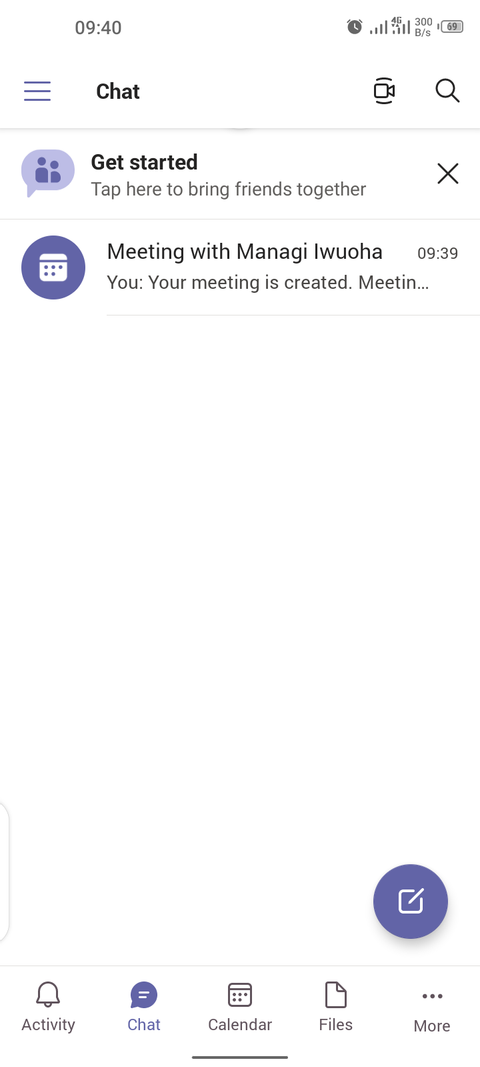 09:40
4G
300
B/s
69
Chat
Get started
Tap here to bring friends together
Meeting with Managi Iwuoha
09:39
You: Your meeting is created. Meetin...
Activity
Chat
Calendar
Files
More